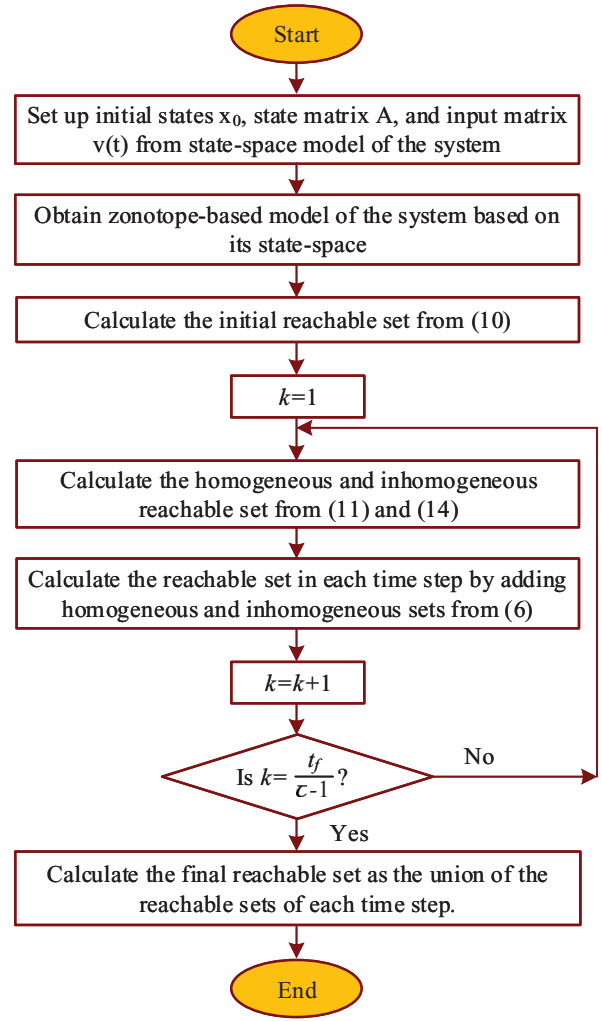 Start
Set up initial states x₀, state matrix A, and input matrix
v(t) from state-space model of the system
Obtain zonotope-based model of the system based on
its state-space
Calculate the initial reachable set from (10)
k=1
Calculate the homogeneous and inhomogeneous
reachable set from (11) and (14)
Calculate the reachable set in each time step by adding
homogeneous and inhomogeneous sets from (6)
k=k+1
Is k= t_f / τ-1 ?
No
Yes
Calculate the final reachable set as the union of the
reachable sets of each time step.
End